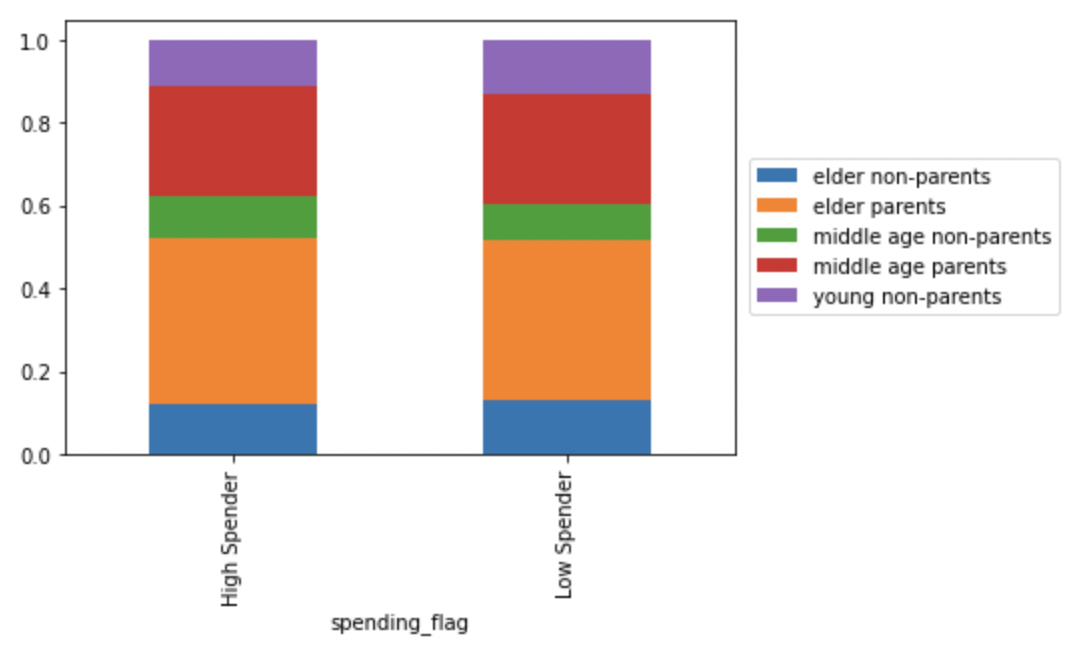 1.0
0.8
0.6
0.4
0.2
0.0
High Spender
Low Spender
spending_flag
elder non-parents
elder parents
middle age non-parents
middle age parents
young non-parents